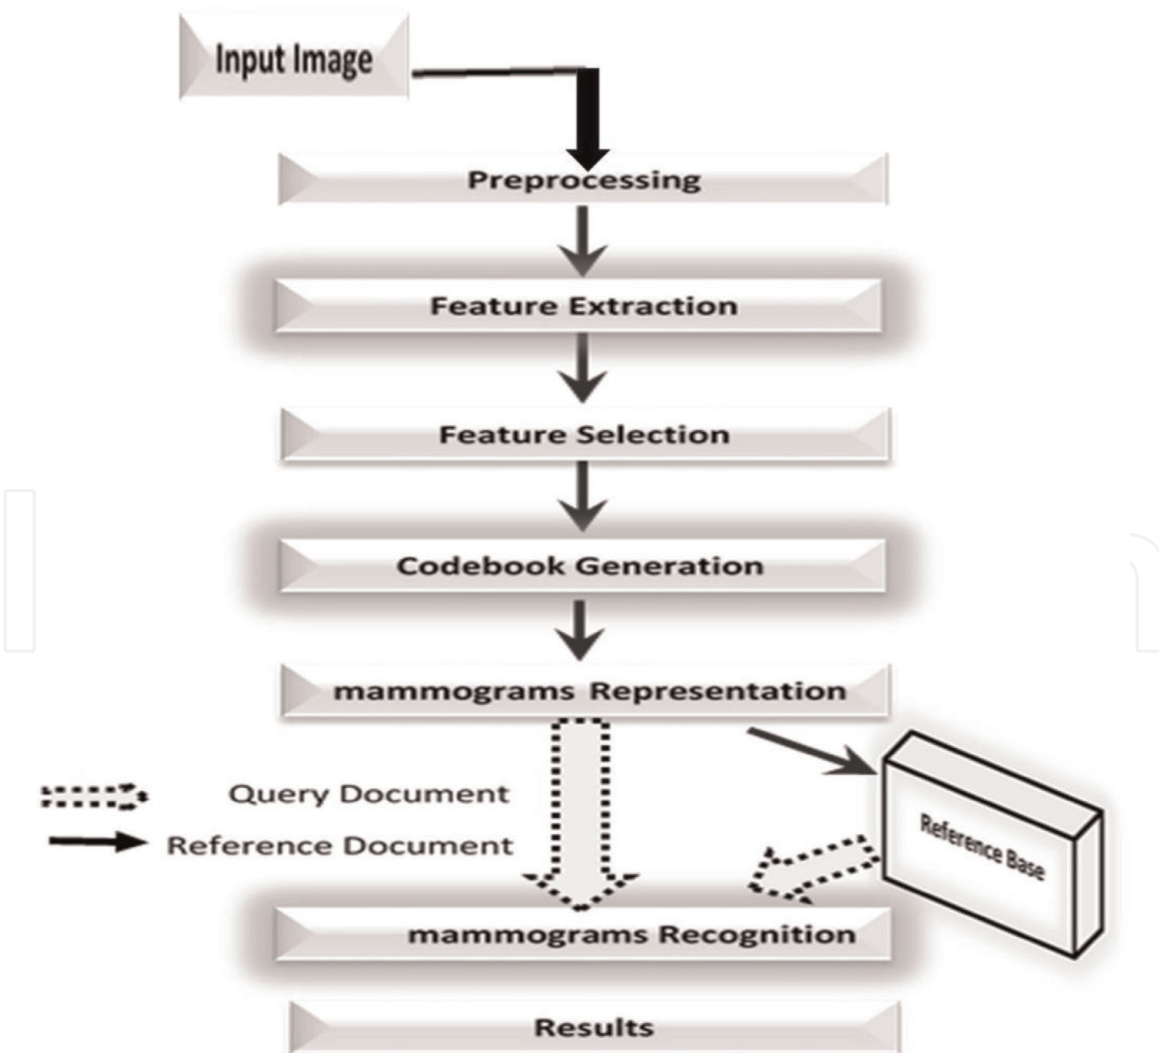 Input Image
Preprocessing
Feature Extraction
Feature Selection
Codebook Generation
mammograms Representation
Query Document
Reference Document
Reference Base
mammograms Recognition
Results